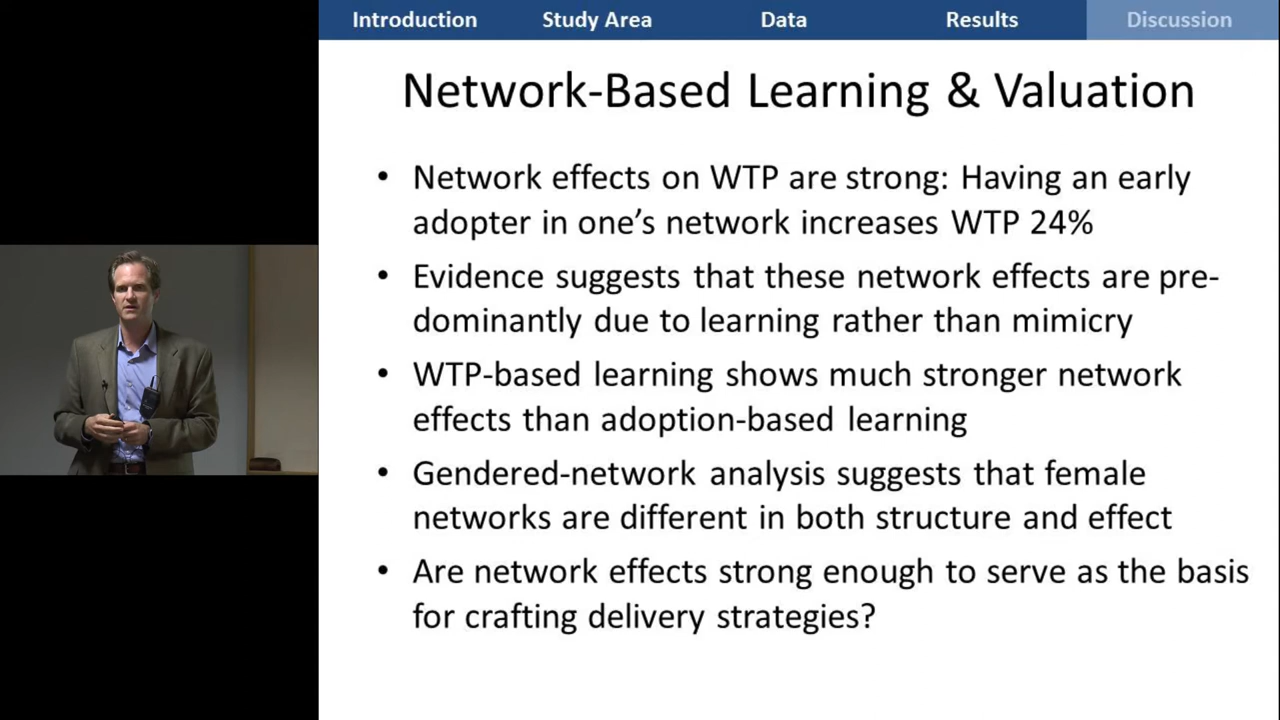 Introduction Study Area Data Results Discussion
Network-Based Learning & Valuation
• Network effects on WTP are strong: Having an early
adopter in one’s network increases WTP 24%
• Evidence suggests that these network effects are pre-
dominantly due to learning rather than mimicry
• WTP-based learning shows much stronger network
effects than adoption-based learning
• Gendered-network analysis suggests that female
networks are different in both structure and effect
• Are network effects strong enough to serve as the basis
for crafting delivery strategies?